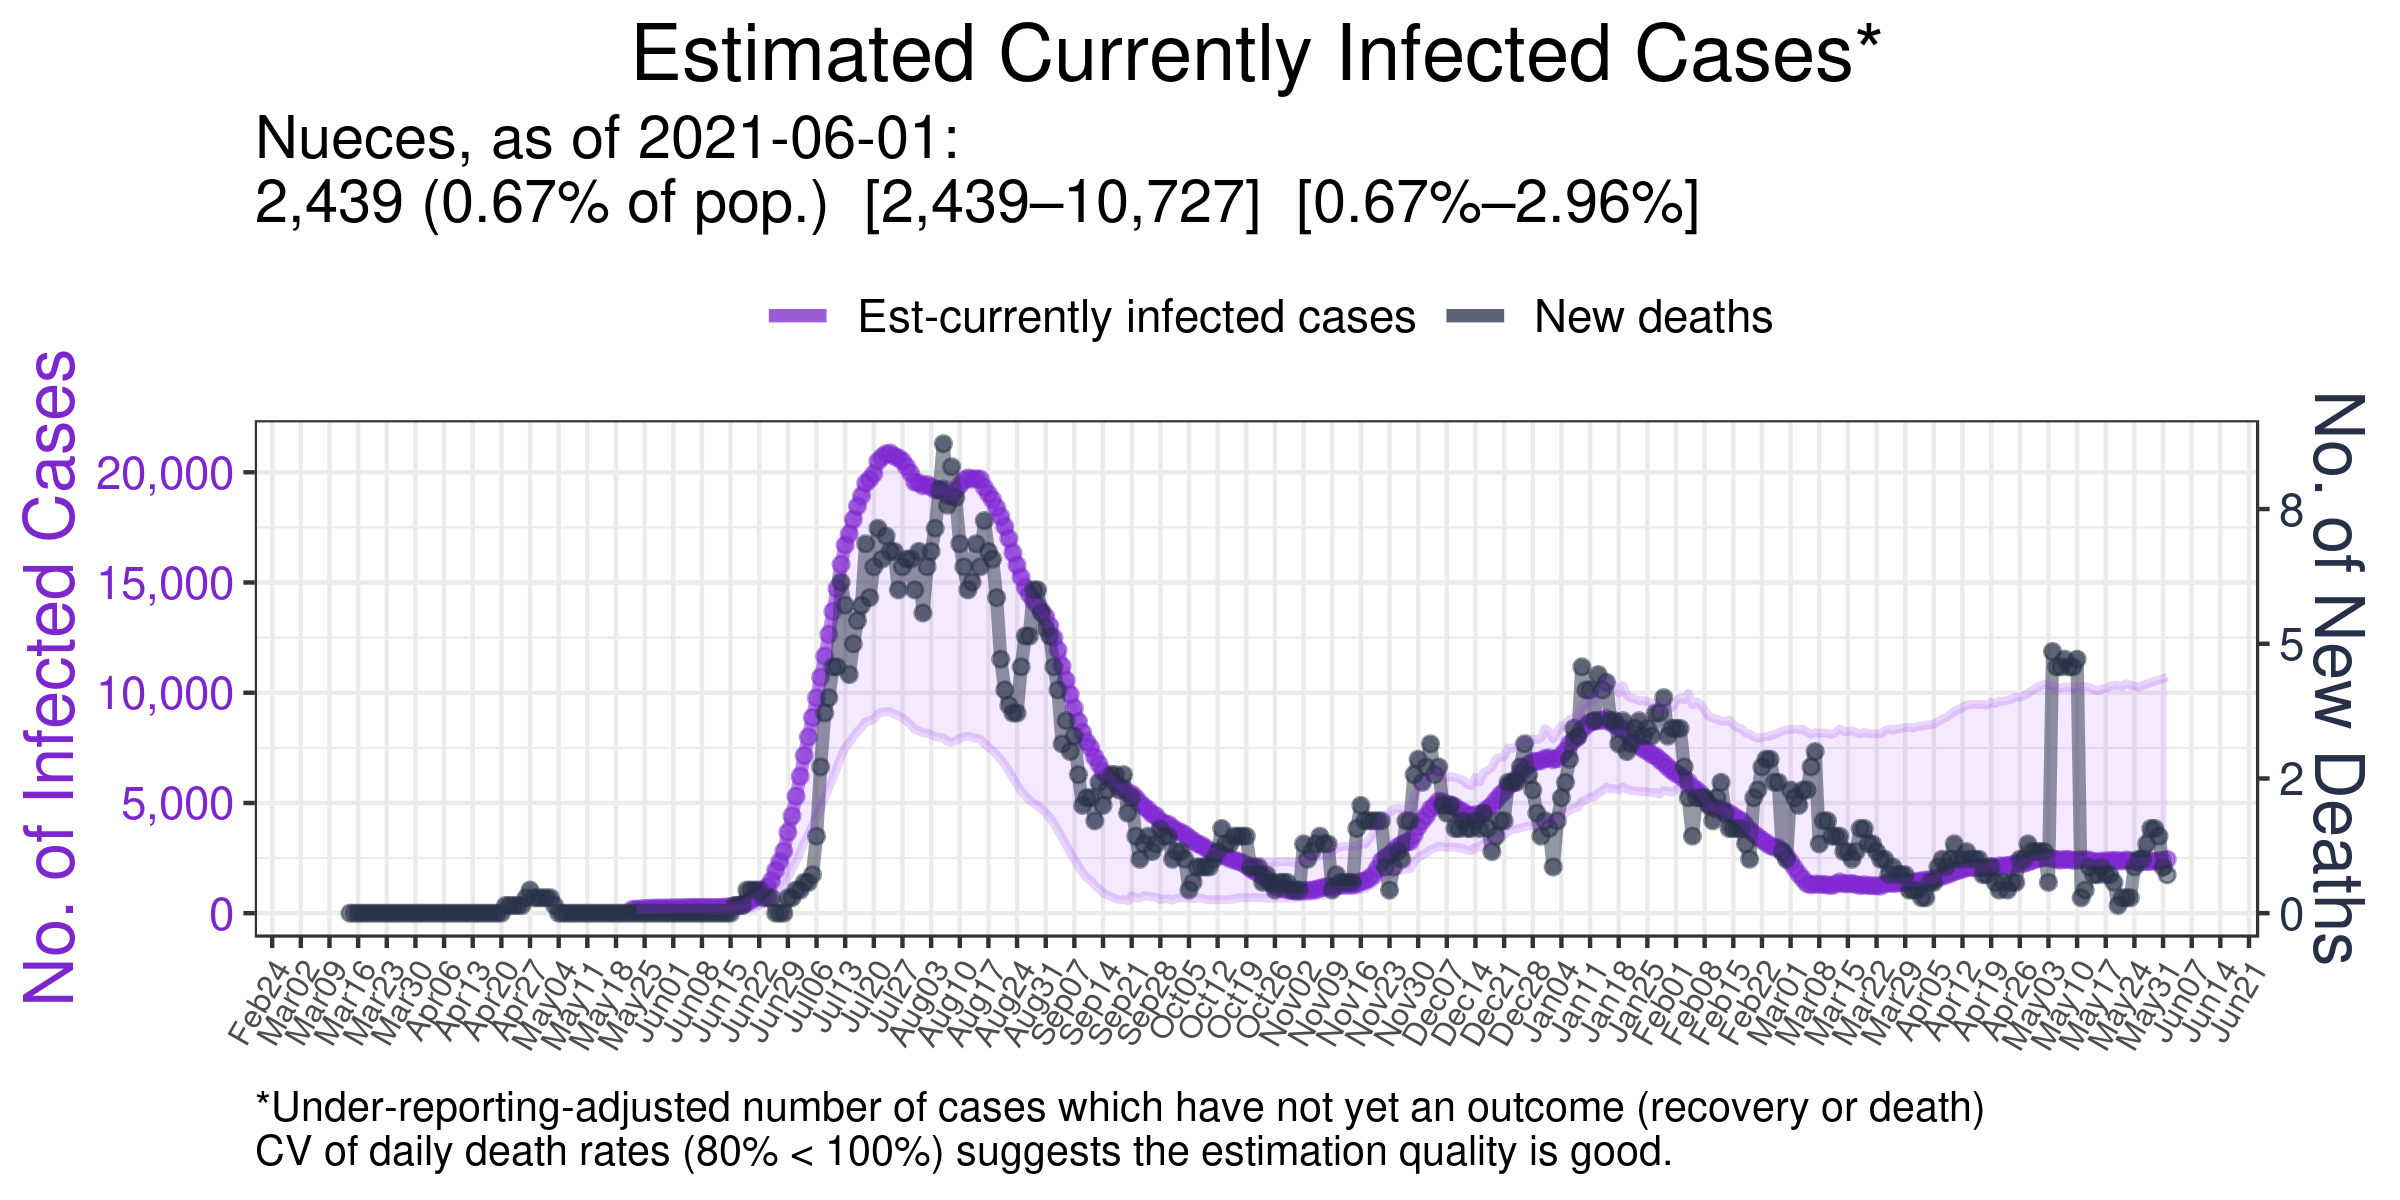 Estimated Currently Infected Cases*
Nueces, as of 2021-06-01:
2,439 (0.67% of pop.) [2,439–10,727] [0.67%–2.96%]
Est-currently infected cases
New deaths
No. of Infected Cases
20,000
15,000
10,000
5,000
0
No. of New Deaths
8
5
2
0
Feb24
Mar02
Mar09
Mar16
Mar23
Mar30
Apr06
Apr13
Apr20
Apr27
May04
May11
May18
May25
Jun01
Jun08
Jun15
Jun22
Jun29
Jul06
Jul13
Jul20
Jul27
Aug03
Aug10
Aug17
Aug24
Aug31
Sep07
Sep14
Sep21
Sep28
Oct05
Oct12
Oct19
Oct26
Nov02
Nov09
Nov16
Nov23
Nov30
Dec07
Dec14
Dec21
Dec28
Jan04
Jan11
Jan18
Jan25
Feb01
Feb08
Feb15
Feb22
Mar01
Mar08
Mar15
Mar22
Mar29
Apr05
Apr12
Apr19
Apr26
May03
May10
May17
May24
May31
Jun07
Jun14
Jun21
*Under-reporting-adjusted number of cases which have not yet an outcome (recovery or death)
CV of daily death rates (80% < 100%) suggests the estimation quality is good.